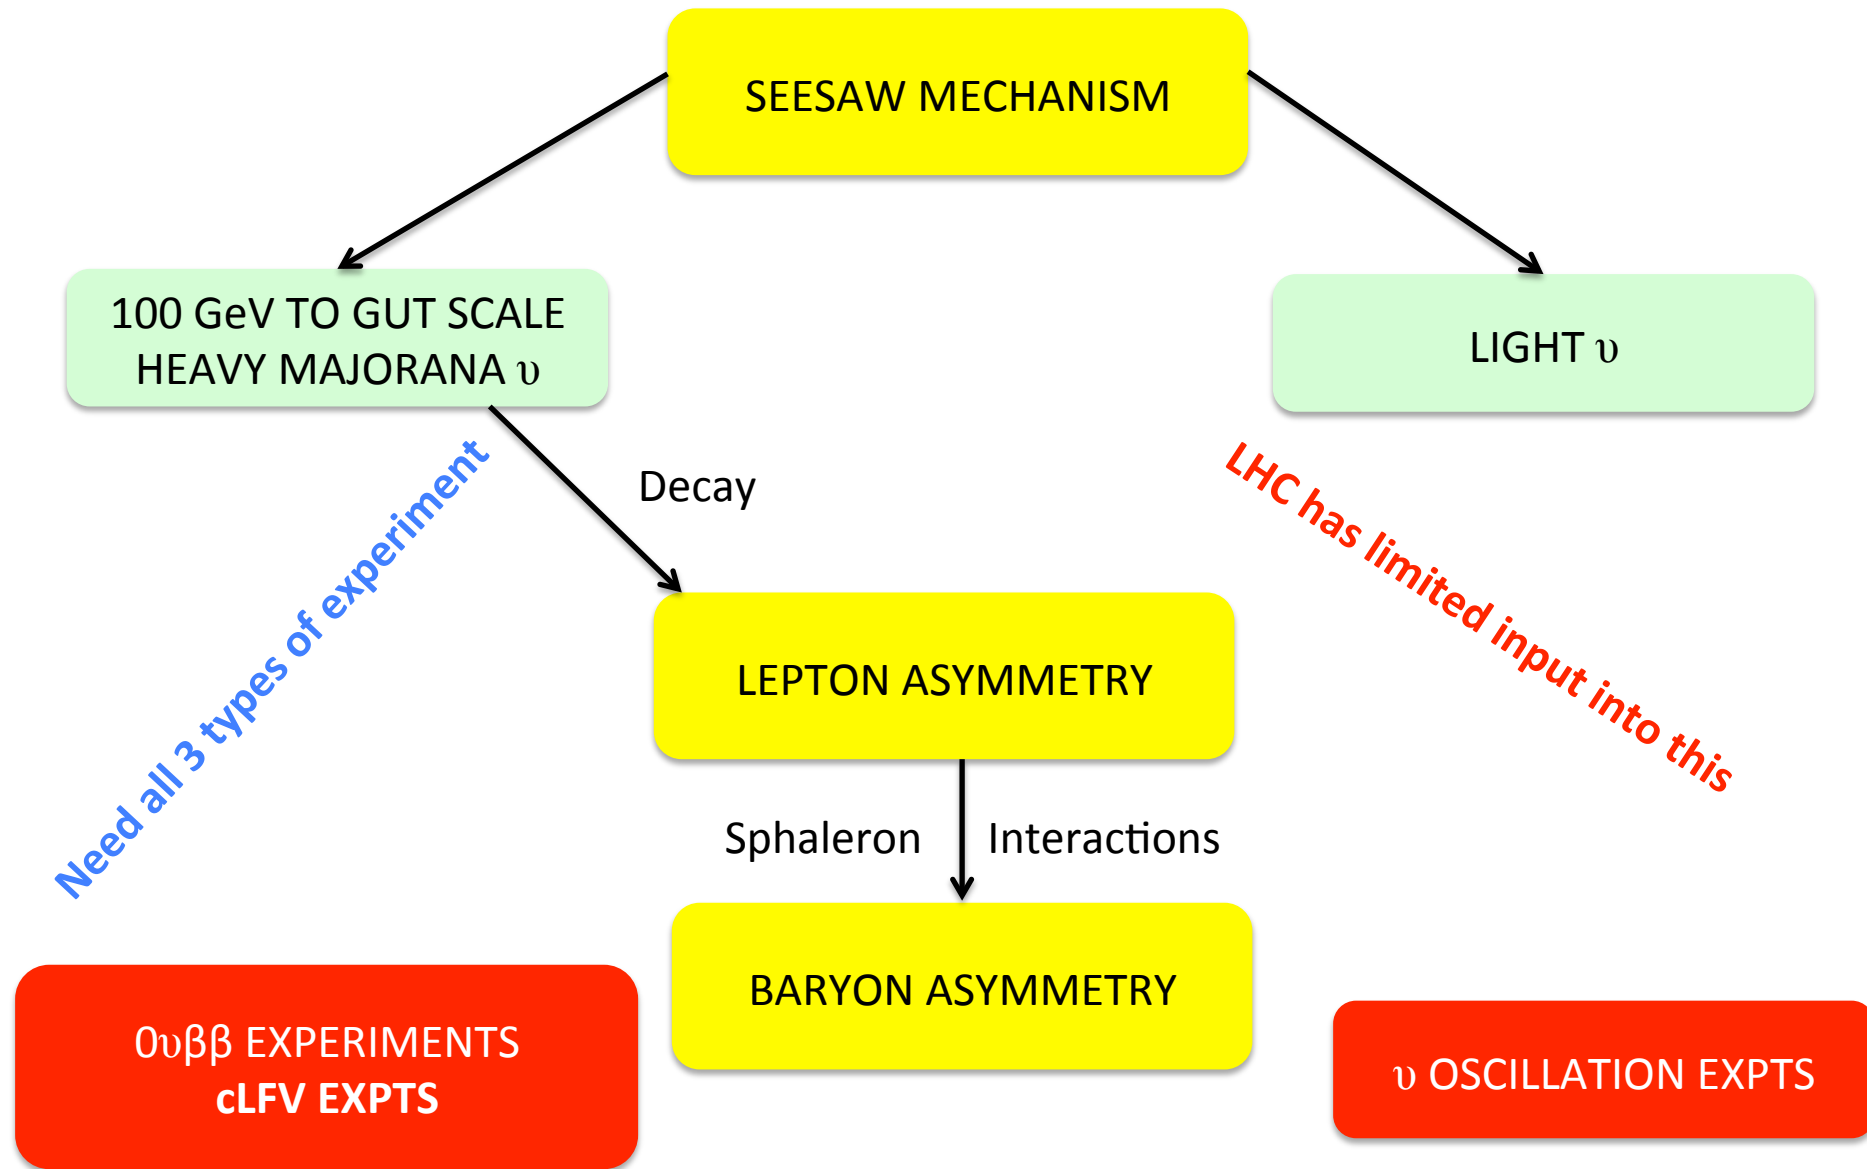 SEESAW MECHANISM
100 GeV TO GUT SCALE
HEAVY MAJORANA υ
LIGHT υ
Decay
Need all 3 types of experiment
LHC has limited input into this
LEPTON ASYMMETRY
Sphaleron Interactions
BARYON ASYMMETRY
0υββ EXPERIMENTS
cLFV EXPTS
υ OSCILLATION EXPTS